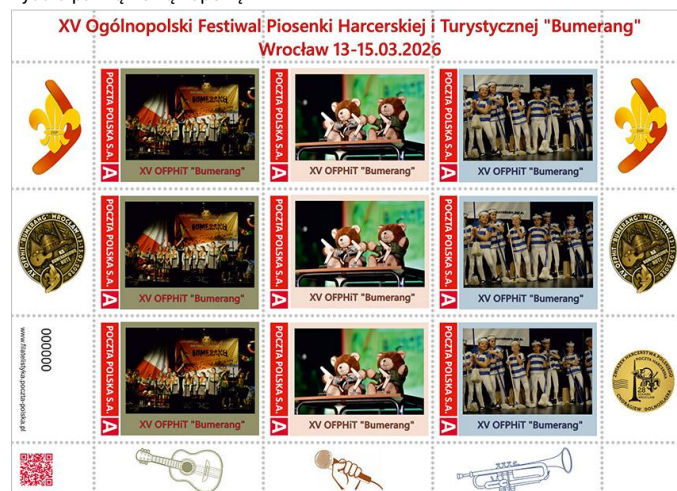 XV Ogólnopolski Festiwal Piosenki Harcerskiej i Turystycznej "Bumerang"
Wrocław 13-15.03.2026
POCZTA POLSKA S.A. A
XV OFPHiT "Bumerang"
POCZTA POLSKA S.A. A
XV OFPHiT "Bumerang"
POCZTA POLSKA S.A. A
XV OFPHiT "Bumerang"
POCZTA POLSKA S.A. A
XV OFPHiT "Bumerang"
POCZTA POLSKA S.A. A
XV OFPHiT "Bumerang"
POCZTA POLSKA S.A. A
XV OFPHiT "Bumerang"
000000
www.filatelistyka.poczta-polska.pl
POCZTA POLSKA S.A. A
XV OFPHiT "Bumerang"
POCZTA POLSKA S.A. A
XV OFPHiT "Bumerang"
POCZTA POLSKA S.A. A
XV OFPHiT "Bumerang"